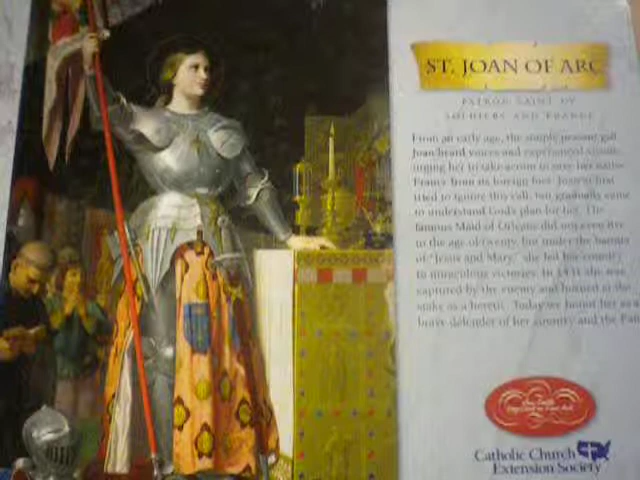 ST. JOAN OF ARC
PATRON SAINT OF
SOLDIERS AND FRANCE
From an early age, the simple peasant girl
Joan heard voices and experienced visions
urging her to take action to save her native
France from its foreign foes. Joan at first
tried to ignore this call, but gradually came
to understand God's plan for her. The
famous Maid of Orleans did not even live
to the age of twenty, but under the banner
of "Jesus and Mary," she led her country
to miraculous victories. In 1431 she was
captured by the enemy and burned at the
stake as a heretic. Today we honor her as a
brave defender of her country and the Fait
Our Faith
Catholic Church
Extension Society